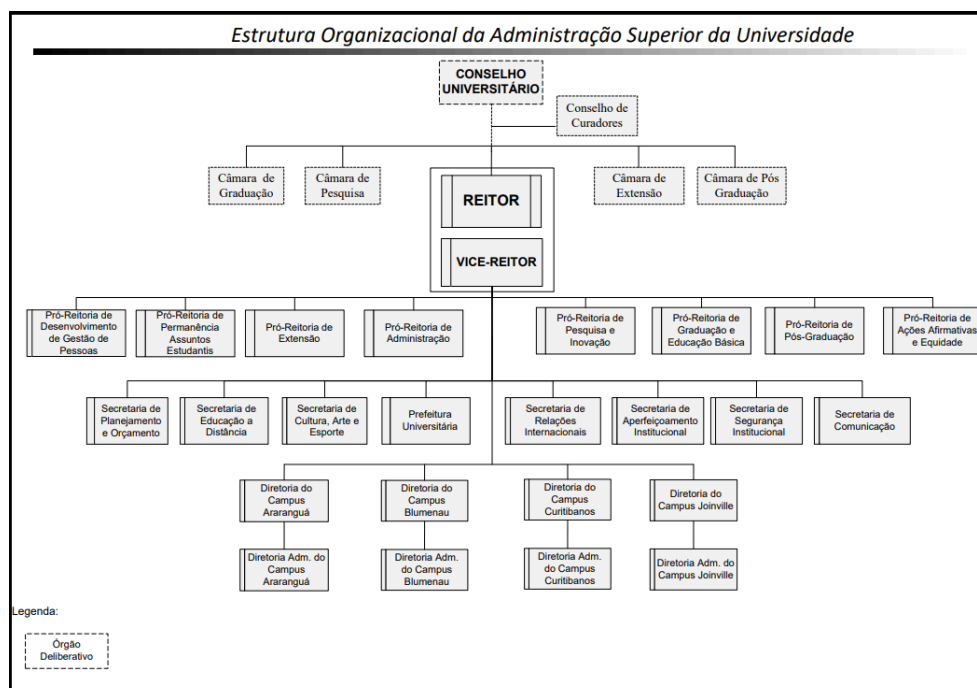 Estrutura Organizacional da Administração Superior da Universidade
CONSELHO
UNIVERSITÁRIO
Conselho de
Curadores
Câmara de
Graduação
Câmara de
Pesquisa
Câmara de
Extensão
Câmara de Pós
Graduação
REITOR
VICE-REITOR
Pró-Reitoria de
Desenvolvimento
de Gestão de
Pessoas
Pró-Reitoria de
Permanência
Assuntos
Estudantis
Pró-Reitoria de
Extensão
Pró-Reitoria de
Administração
Pró-Reitoria de
Pesquisa e
Inovação
Pró-Reitoria de
Graduação e
Educação Básica
Pró-Reitoria de
Pós-Graduação
Pró-Reitoria de
Ações Afirmativas
e Equidade
Secretaria de
Planejamento
e Orçamento
Secretaria de
Educação a
Distância
Secretaria de
Cultura, Arte e
Esporte
Prefeitura
Universitária
Secretaria de
Relações
Internacionais
Secretaria de
Aperfeiçoamento
Institucional
Secretaria de
Segurança
Institucional
Secretaria de
Comunicação
Diretoria do
Campus
Araranguá
Diretoria do
Campus
Blumenau
Diretoria do
Campus
Curitibanos
Diretoria do
Campus Joinville
Diretoria Adm. do
Campus
Araranguá
Diretoria Adm.
do Campus
Blumenau
Diretoria Adm.
do Campus
Curitibanos
Diretoria Adm. do
Campus Joinville
Legenda:
Órgão
Deliberativo